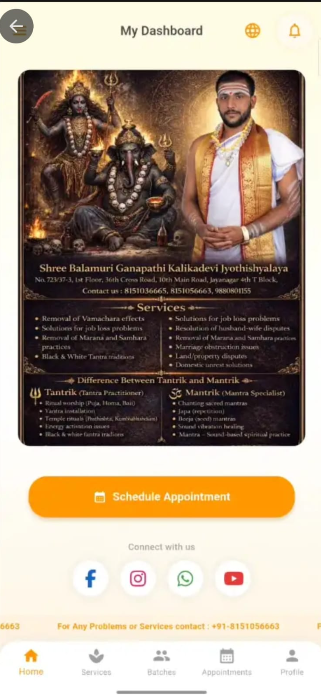 My Dashboard
Shree Balamuri Ganapathi Kalikadevi Jyothishyalaya
No.723/37-3, 1st Floor, 36th Cross Road, 10th Main Road, Jayanagar 4th T Block,
Contact us : 8151036665, 8151056663, 9880801155
Services
• Removal of Vamachara effects
• Solutions for job loss problems
• Removal of Marana and Samhara
practices
• Black & White Tantra traditions
• Solutions for job loss problems
• Resolution of husband-wife disputes
• Removal of Marana and Samhara practices
• Marriage obstruction issues
• Land/property disputes
• Domestic unrest solutions
Difference Between Tantrik and Mantrik
Tantrik (Tantra Practitioner)
• Ritual worship (Puja, Homa, Bali)
• Yantra installation
• Temple rituals (Pratishta,
• Energy activation issues
• Black & white tantra traditions
Mantrik (Mantra Specialist)
• Chanting sacred mantras
• Japa (repetition)
• Beeja (seed) mantras
• Sound vibration healing
• Mantra – Sound-based spiritual practice
Schedule Appointment
Connect with us
6663 For Any Problems or Services contact : +91-8151056663 F
Home Services Batches Appointments Profile